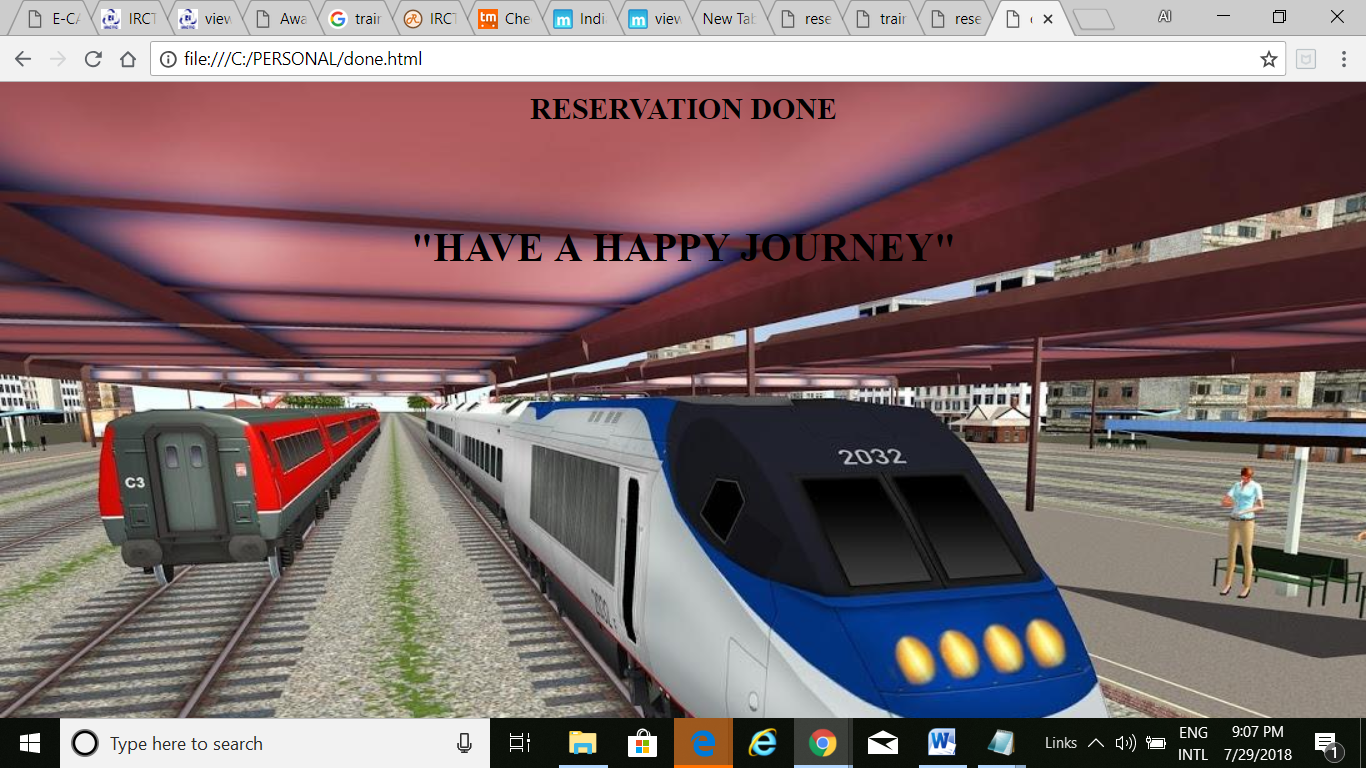 E-CA
IRCT
view
Awa
train
IRCT
Che
Indi
view
New Tab
rese
train
rese
file:///C:/PERSONAL/done.html
RESERVATION DONE
"HAVE A HAPPY JOURNEY"
2032
C3
2032
Type here to search
Links
ENG
INTL
9:07 PM
7/29/2018
1